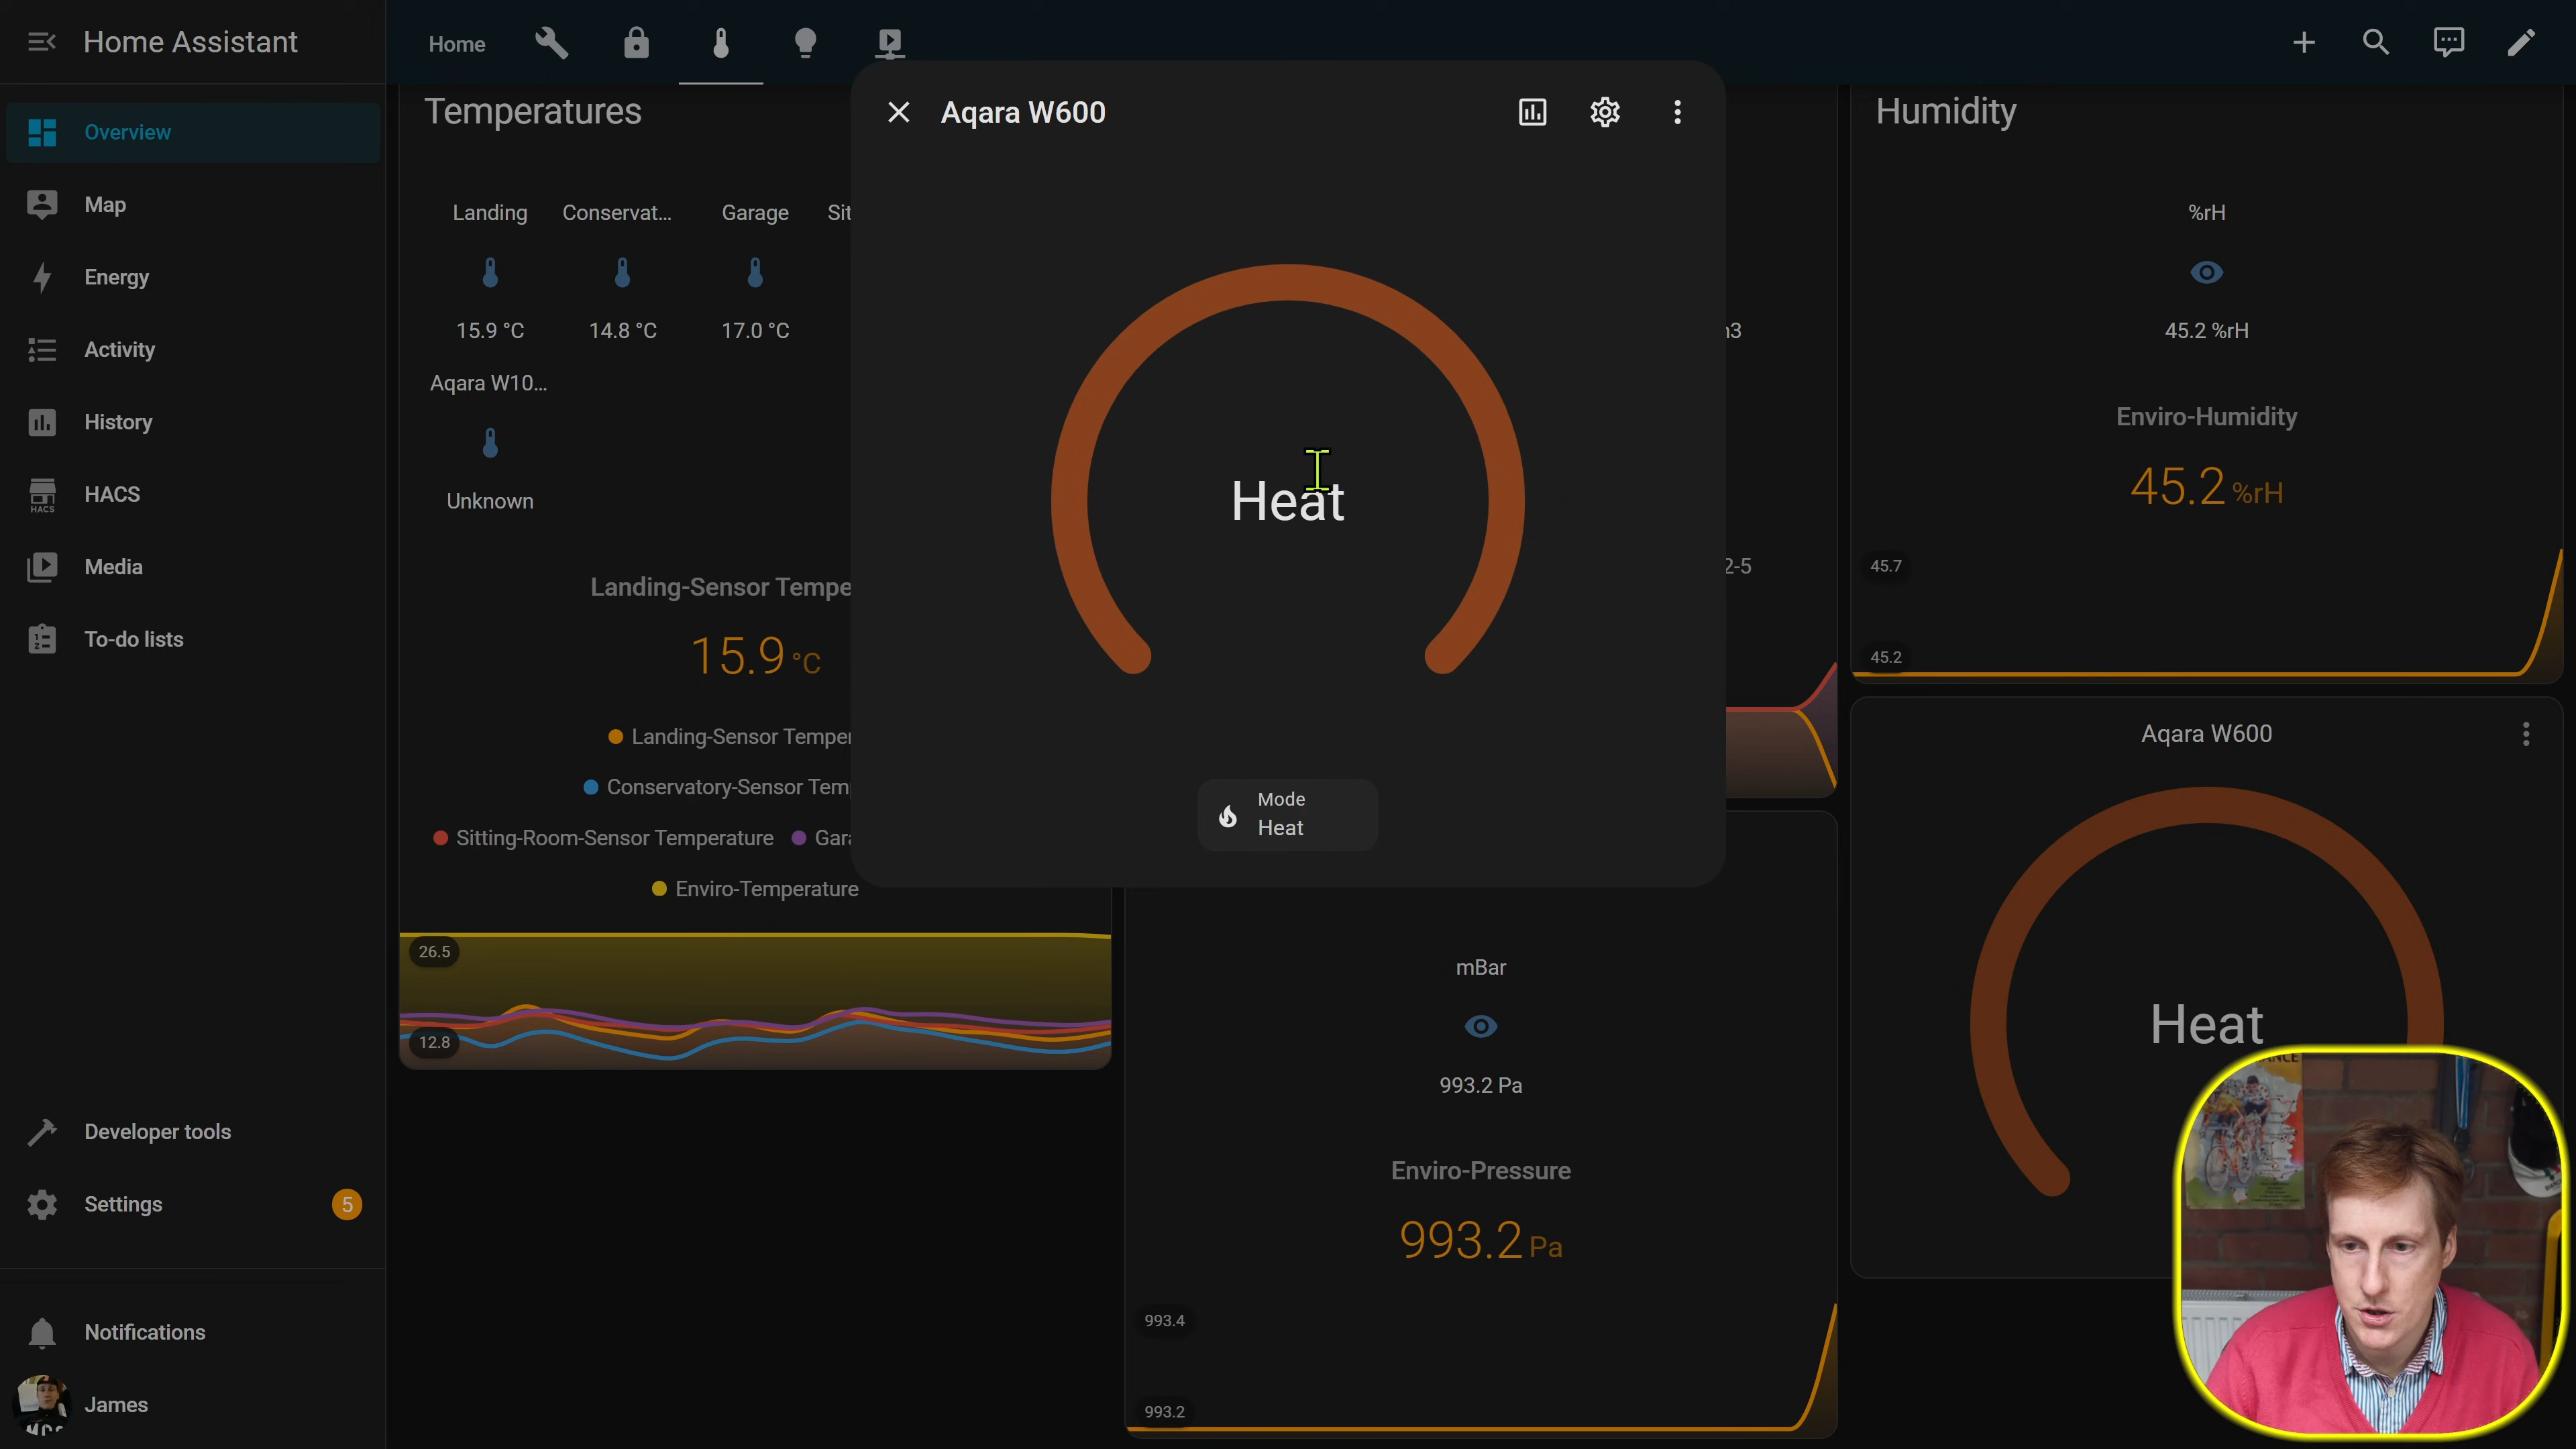 Home Assistant
Home
Overview
Map
Energy
Activity
History
HACS
HACS
Media
To-do lists
Developer tools
Settings
5
Notifications
James
Temperatures
Landing
Conservat...
Garage
15.9 °C
14.8 °C
17.0 °C
Aqara W10...
Unknown
Landing-Sensor Tempe
15.9 °C
Landing-Sensor Temper
Conservatory-Sensor Tem
Sitting-Room-Sensor Temperature
Enviro-Temperature
26.5
12.8
Aqara W600
Heat
Mode
Heat
2-5
mBar
993.2 Pa
Enviro-Pressure
993.2 Pa
993.4
993.2
Humidity
%rH
45.2 %rH
Enviro-Humidity
45.2 %rH
45.7
45.2
Aqara W600
Heat